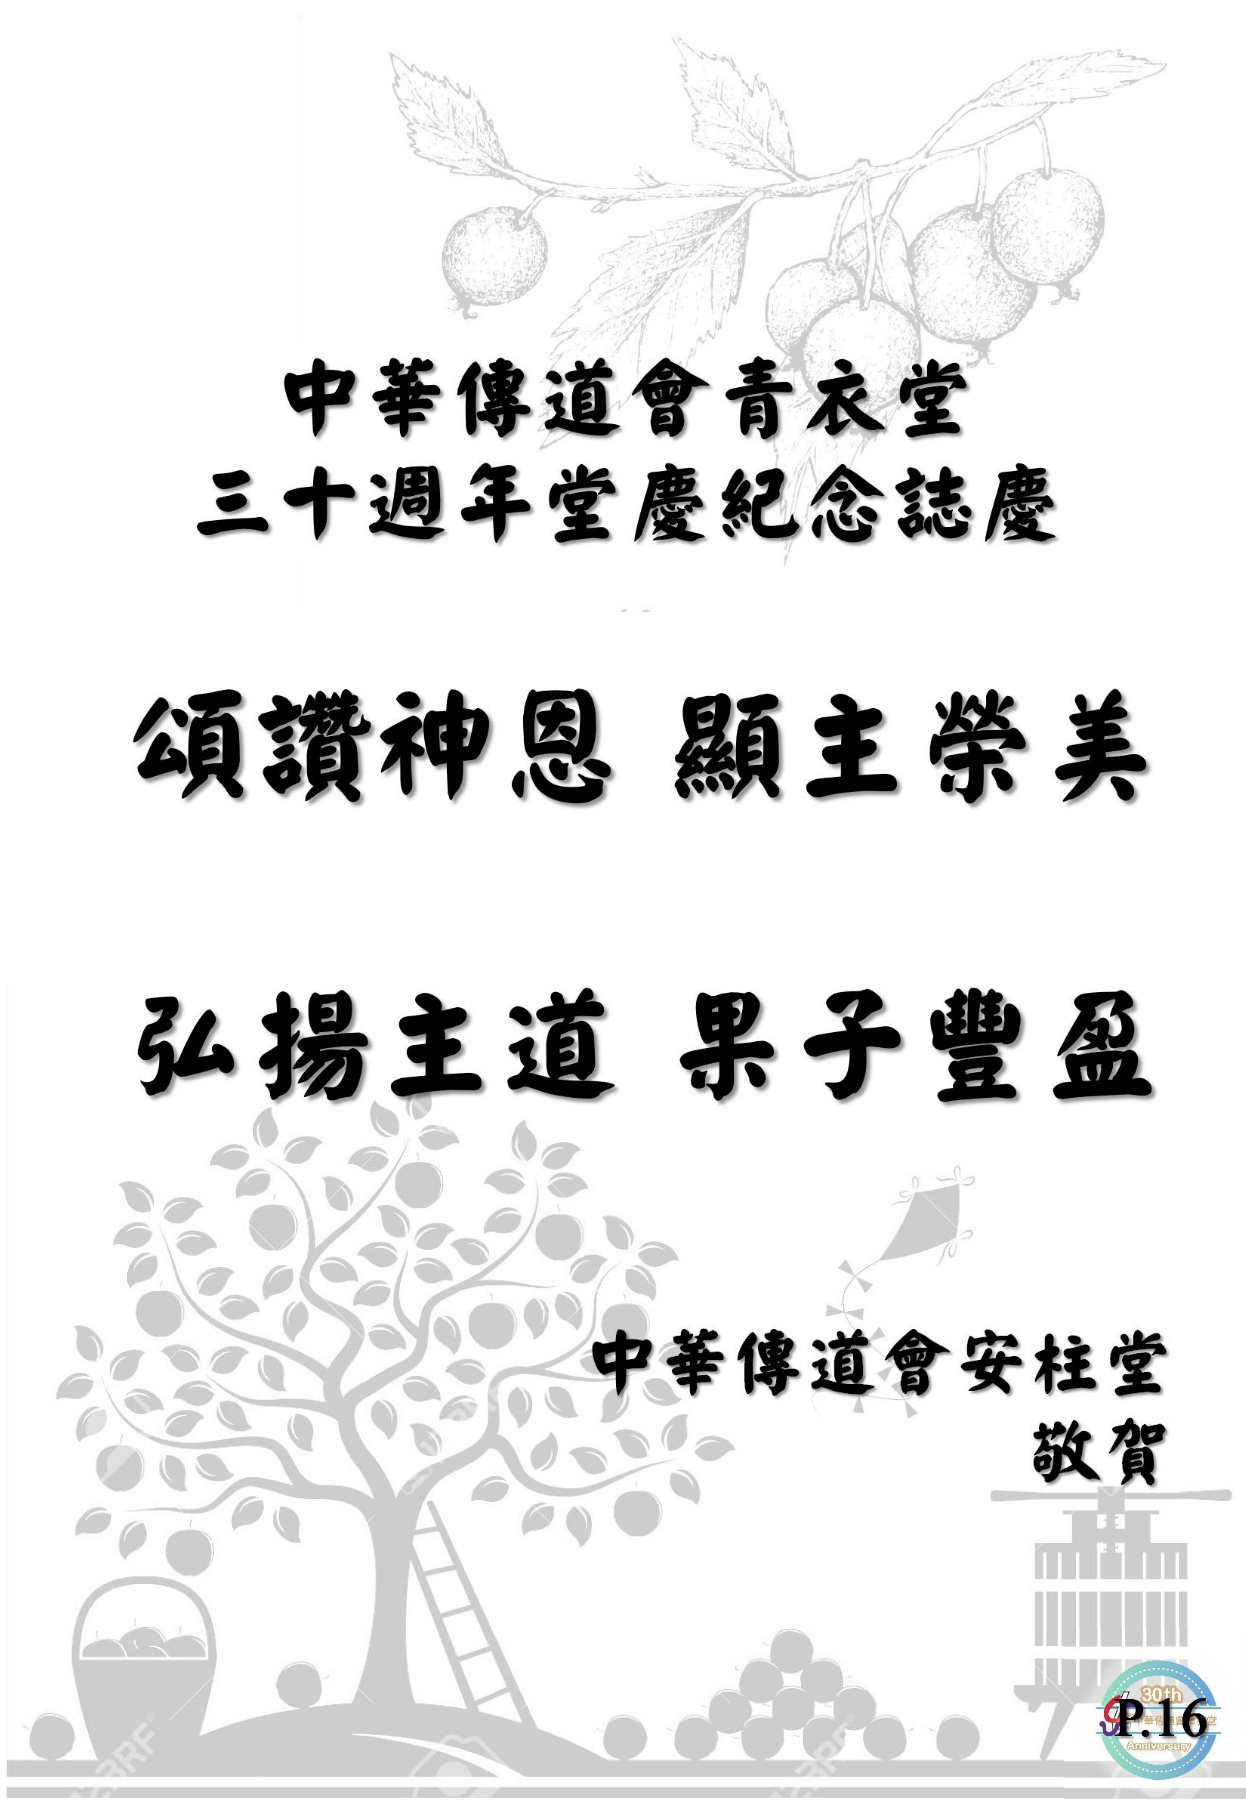 中華傳道會青衣堂
三十週年堂慶紀念誌慶
頌讚神恩 顯主榮美
弘揚主道 果子豐盈
中華傳道會安柱堂
敬賀
30th
P.16
Anniversary